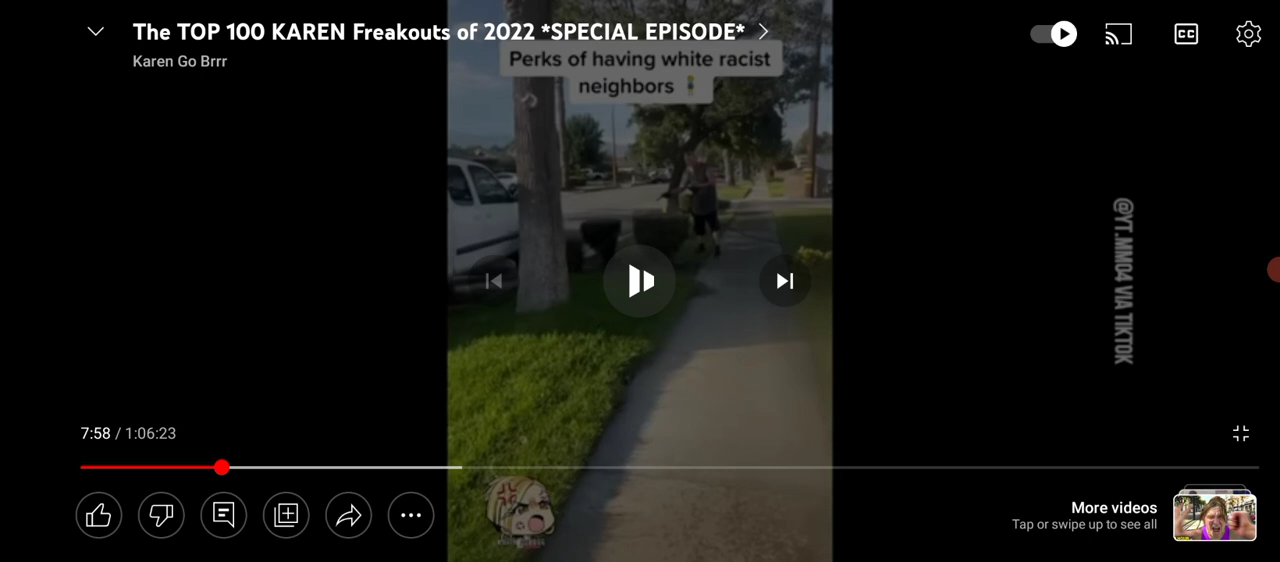 The TOP 100 KAREN Freakouts of 2022 *SPECIAL EPISODE*
Karen Go Brrr
Perks of having white racist
neighbors
CC
@YT.MM04 VIA TIKTOK
7:58 / 1:06:23
More videos
Tap or swipe up to see all